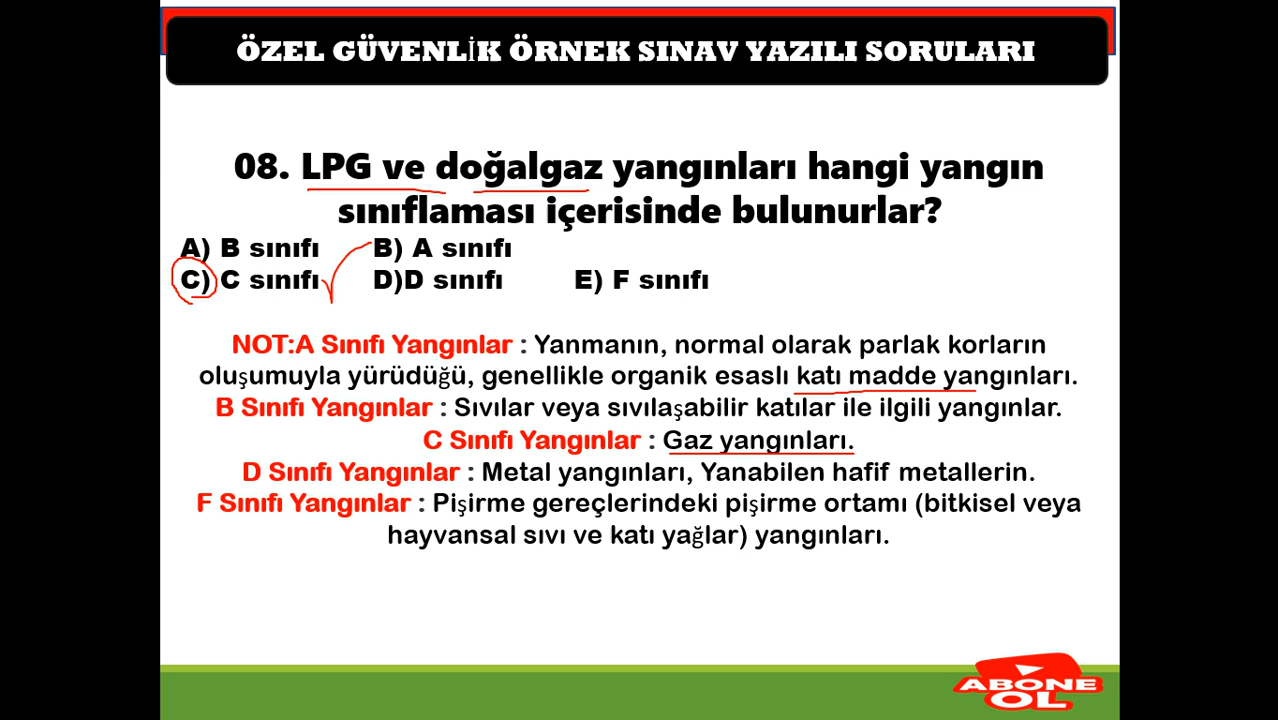 ÖZEL GÜVENLİK ÖRNEK SINAV YAZILI SORULARI
08. LPG ve doğalgaz yangınları hangi yangın
sınıflaması içerisinde bulunurlar?
A) B sınıfı B) A sınıfı
C) C sınıfı D)D sınıfı E) F sınıfı
NOT:A Sınıfı Yangınlar : Yanmanın, normal olarak parlak korların
oluşumuyla yürüdüğü, genellikle organik esaslı katı madde yangınları.
B Sınıfı Yangınlar : Sıvılar veya sıvılaşabilir katılar ile ilgili yangınlar.
C Sınıfı Yangınlar : Gaz yangınları.
D Sınıfı Yangınlar : Metal yangınları, Yanabilen hafif metallerin.
F Sınıfı Yangınlar : Pişirme gereçlerindeki pişirme ortamı (bitkisel veya
hayvansal sıvı ve katı yağlar) yangınları.
ABONE
OL